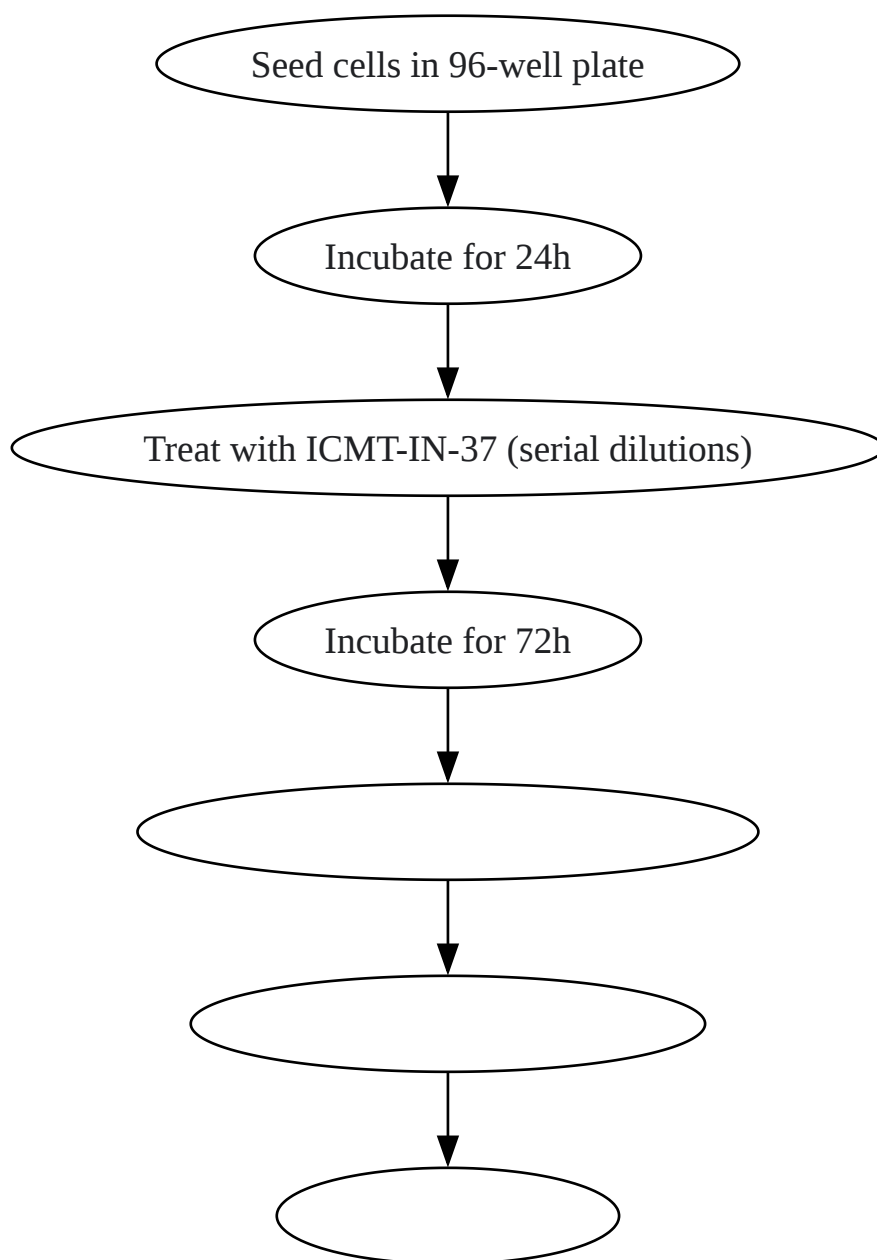 Seed cells in 96-well plate
Incubate for 24h
Treat with ICMT-IN-37 (serial dilutions)
Incubate for 72h